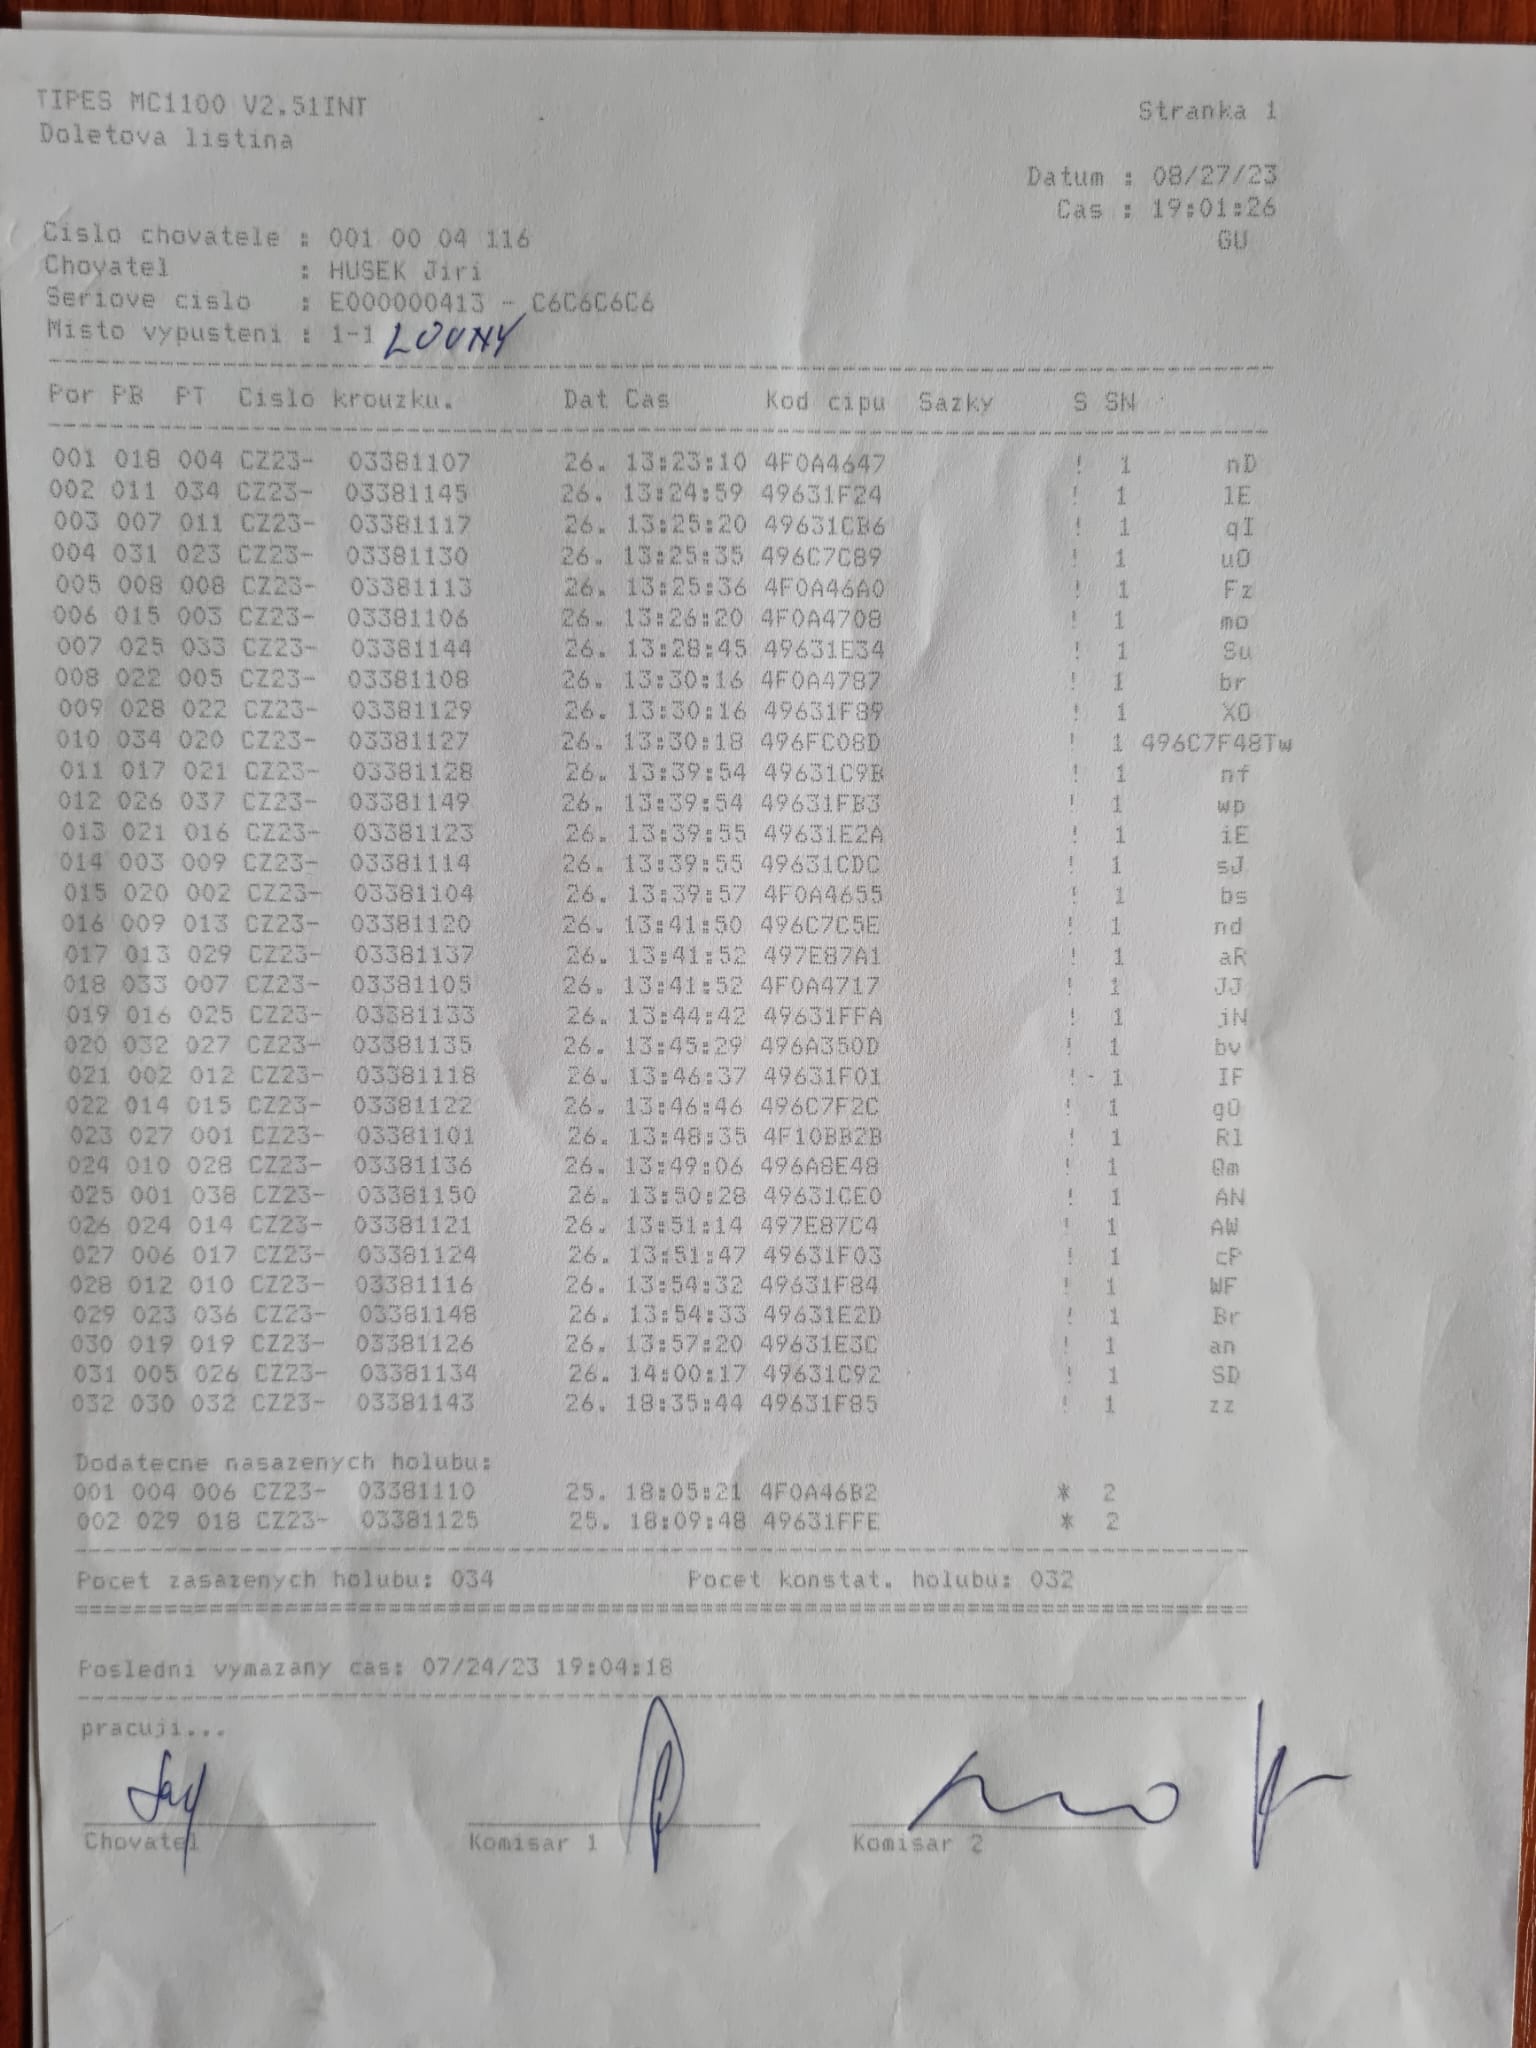 TIPES MC1100 V2.51INT Stranka 1
Doletova listina
Datum : 08/27/23
Cas : 19:01:26
Cislo chovatele : 001 00 04 116 GU
Chovatel : HUSEK Jiri
Seriove cislo : E000000413 - C6C6C6C6
Misto vypusteni : 1-1 LOUNY
Por PB PT Cislo krouzku. Dat Cas Kod cipu Sazky S SN
001 018 004 CZ23- 03381107 26. 13:23:10 4F0A4647 ! 1 nD
002 011 034 CZ23- 03381145 26. 13:24:59 49631F24 ! 1 lE
003 007 011 CZ23- 03381117 26. 13:25:20 49631CB6 ! 1 qI
004 031 023 CZ23- 03381130 26. 13:25:35 496C7C89 ! 1 uO
005 008 008 CZ23- 03381113 26. 13:25:36 4F0A46A0 ! 1 Fz
006 015 003 CZ23- 03381106 26. 13:26:20 4F0A4708 ! 1 mo
007 025 033 CZ23- 03381144 26. 13:28:45 49631E34 ! 1 Su
008 022 005 CZ23- 03381108 26. 13:30:16 4F0A4787 ! 1 br
009 028 022 CZ23- 03381129 26. 13:30:16 49631F89 ! 1 XO
010 034 020 CZ23- 03381127 26. 13:30:18 496FC08D ! 1 496C7F48Tw
011 017 021 CZ23- 03381128 26. 13:39:54 49631C9B ! 1 nf
012 026 037 CZ23- 03381149 26. 13:39:54 49631FB3 ! 1 wp
013 021 016 CZ23- 03381123 26. 13:39:55 49631E2A ! 1 iE
014 003 009 CZ23- 03381114 26. 13:39:55 49631CDC ! 1 sJ
015 020 002 CZ23- 03381104 26. 13:39:57 4F0A4655 ! 1 bs
016 009 013 CZ23- 03381120 26. 13:41:50 496C7C5E ! 1 nd
017 013 029 CZ23- 03381137 26. 13:41:52 497E87A1 ! 1 aR
018 033 007 CZ23- 03381105 26. 13:41:52 4F0A4717 ! 1 JJ
019 016 025 CZ23- 03381133 26. 13:44:42 49631FFA ! 1 jN
020 032 027 CZ23- 03381135 26. 13:45:29 496A350D ! 1 bv
021 002 012 CZ23- 03381118 26. 13:46:37 49631F01 ! 1 IF
022 014 015 CZ23- 03381122 26. 13:46:46 496C7F2C ! 1 gO
023 027 001 CZ23- 03381101 26. 13:48:35 4F10BB2B ! 1 Rl
024 010 028 CZ23- 03381136 26. 13:49:06 496A8E48 ! 1 Qm
025 001 038 CZ23- 03381150 26. 13:50:28 49631CE0 ! 1 AN
026 024 014 CZ23- 03381121 26. 13:51:14 497E87C4 ! 1 AW
027 006 017 CZ23- 03381124 26. 13:51:47 49631F03 ! 1 cP
028 012 010 CZ23- 03381116 26. 13:54:32 49631F84 ! 1 WF
029 023 036 CZ23- 03381148 26. 13:54:33 49631E2D ! 1 Br
030 019 019 CZ23- 03381126 26. 13:57:20 49631E3C ! 1 an
031 005 026 CZ23- 03381134 26. 14:00:17 49631C92 ! 1 SD
032 030 032 CZ23- 03381143 26. 18:35:44 49631F85 ! 1 zz
Dodatecne nasazenych holubu:
001 004 006 CZ23- 03381110 25. 18:05:21 4F0A46B2 * 2
002 029 018 CZ23- 03381125 25. 18:09:48 49631FFE * 2
Pocet zasazenych holubu: 034 Pocet konstat. holubu: 032
Posledni vymazany cas: 07/24/23 19:04:18
pracuji...
Chovatel Komisar 1 Komisar 2